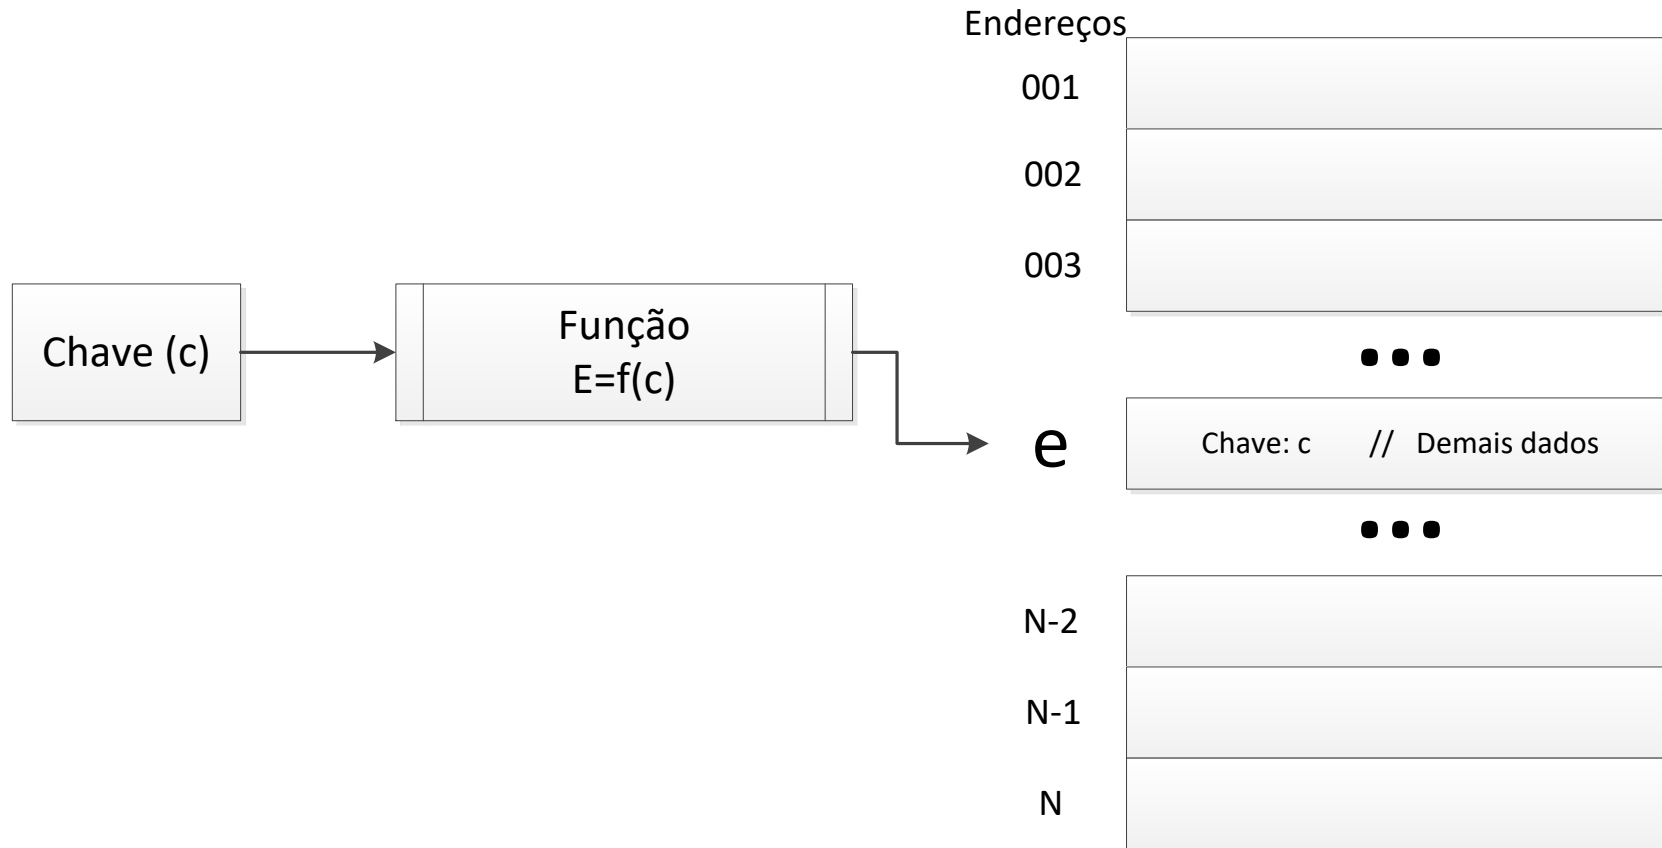 Endereços
001
002
003
Chave (c)
Função
E=f(c)
...
e
Chave: c // Demais dados
...
N-2
N-1
N